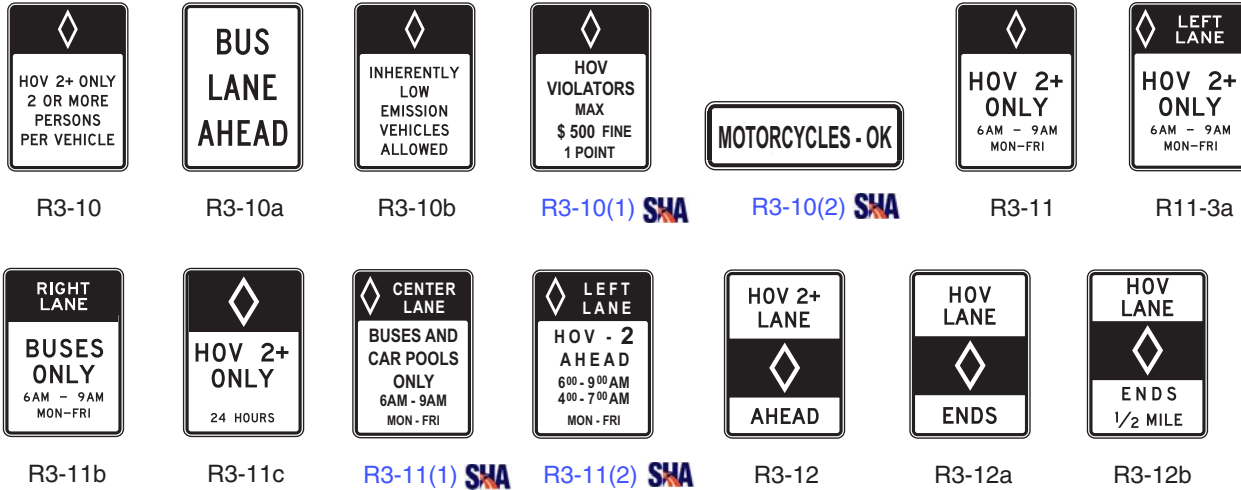 HOV 2+ ONLY
2 OR MORE
PERSONS
PER VEHICLE
R3-10
BUS
LANE
AHEAD
R3-10a
INHERENTLY
LOW
EMISSION
VEHICLES
ALLOWED
R3-10b
HOV
VIOLATORS
MAX
$ 500 FINE
1 POINT
R3-10(1) SHA
MOTORCYCLES - OK
R3-10(2) SHA
HOV 2+
ONLY
6AM – 9AM
MON–FRI
R3-11
LEFT
LANE
HOV 2+
ONLY
6AM – 9AM
MON–FRI
R11-3a
RIGHT
LANE
BUSES
ONLY
6AM – 9AM
MON–FRI
R3-11b
HOV 2+
ONLY
24 HOURS
R3-11c
CENTER
LANE
BUSES AND
CAR POOLS
ONLY
6AM - 9AM
MON - FRI
R3-11(1) SHA
LEFT
LANE
HOV - 2
AHEAD
6⁰⁰ - 9⁰⁰ AM
4⁰⁰ - 7⁰⁰ AM
MON - FRI
R3-11(2) SHA
HOV 2+
LANE
AHEAD
R3-12
HOV
LANE
ENDS
R3-12a
HOV
LANE
ENDS
1/2 MILE
R3-12b